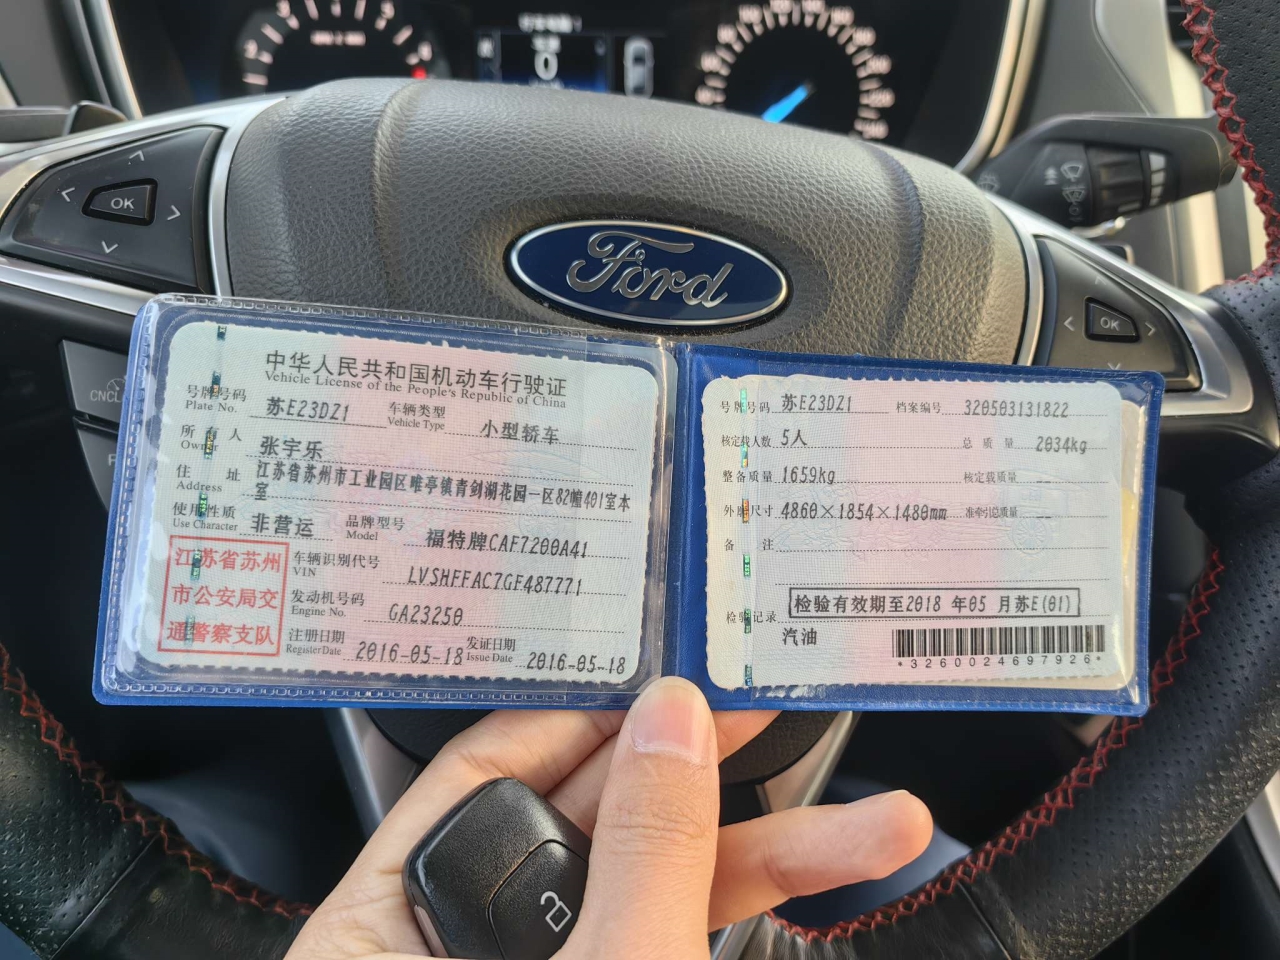 OK
Ford
OK
CNCL
中华人民共和国机动车行驶证
Vehicle License of the People's Republic of China
号牌号码 苏E23DZ1 车辆类型 小型轿车
Plate No. Vehicle Type
所有人 张宇乐
Owner
住址 江苏省苏州市工业园区唯亭镇青剑湖花园一区82幢401室本
Address 室
使用性质 非营运 品牌型号 福特牌CAF7200A41
Use Character Model
江苏省苏州
市公安局交
通警察支队
车辆识别代号 LVSHFFAC7GF487771
VIN
发动机号码 GA23250
Engine No.
注册日期 2016-05-18 发证日期 2016-05-18
Register Date Issue Date
号牌号码 苏E23DZ1 档案编号 320503131822
核定载人数 5人 总质量 2034kg
整备质量 1659kg 核定载质量 --
外廓尺寸 4860×1854×1480mm 准牵引总质量 --
备注
检验记录 检验有效期至2018 年05 月苏E(01)
汽油
*3260024697926*